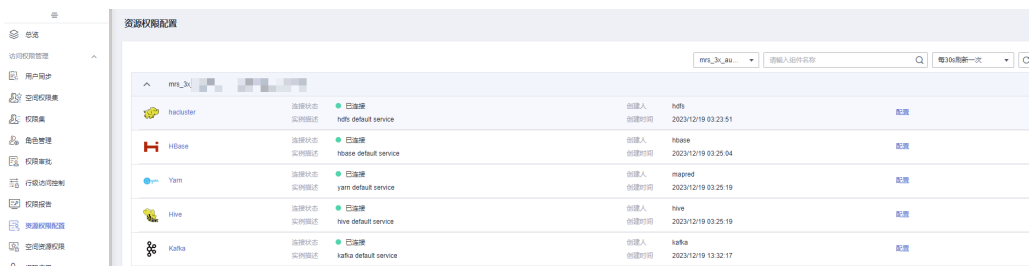 资源权限配置
总览
访问权限管理
用户同步
空间权限集
权限集
角色管理
权限审批
行级访问控制
权限报告
资源权限配置
空间资源权限
mrs_3x_au...
请输入组件名称
每30s刷新一次
mrs_3x_
hacluster
连接状态 已连接
实例描述 hdfs default service
创建人 hdfs
创建时间 2023/12/19 03:23:51
配置
HBase
连接状态 已连接
实例描述 hbase default service
创建人 hbase
创建时间 2023/12/19 03:25:04
配置
Yarn
连接状态 已连接
实例描述 yarn default service
创建人 mapred
创建时间 2023/12/19 03:25:19
配置
Hive
连接状态 已连接
实例描述 hive default service
创建人 hive
创建时间 2023/12/19 03:25:19
配置
Kafka
连接状态 已连接
实例描述 kafka default service
创建人 kafka
创建时间 2023/12/19 13:32:17
配置